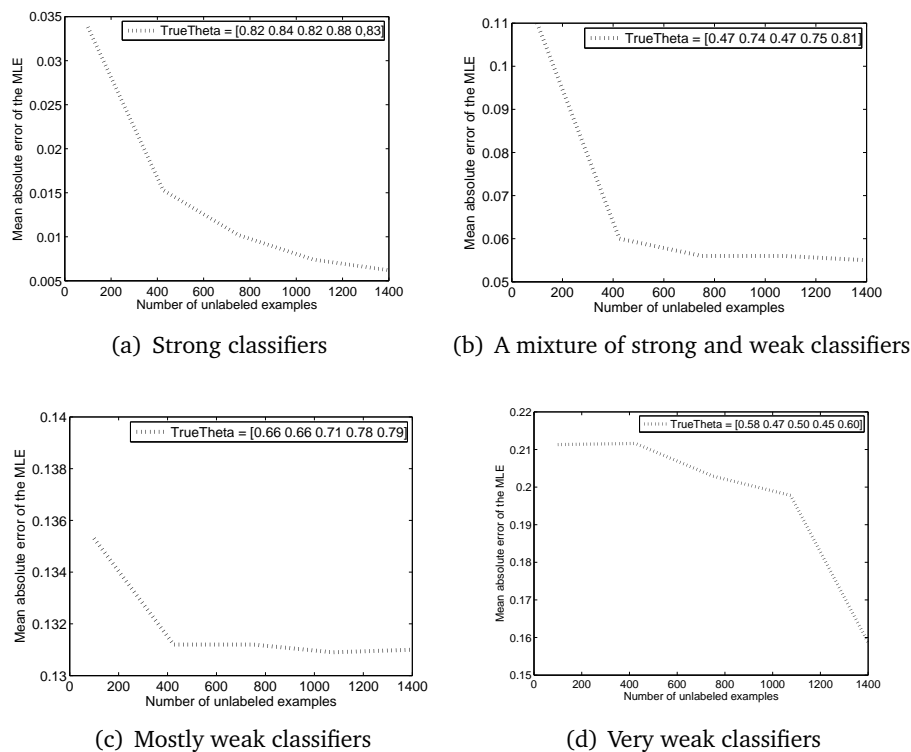 TrueTheta = [0.82 0.84 0.82 0.88 0,83]
Mean absolute error of the MLE
0.035
0.03
0.025
0.02
0.015
0.01
0.005
0 200 400 600 800 1000 1200 1400
Number of unlabeled examples
(a) Strong classifiers
TrueTheta = [0.47 0.74 0.47 0.75 0.81]
Mean absolute error of the MLE
0.11
0.1
0.09
0.08
0.07
0.06
0.05
0 200 400 600 800 1000 1200 1400
Number of unlabeled examples
(b) A mixture of strong and weak classifiers
TrueTheta = [0.66 0.66 0.71 0.78 0.79]
Mean absolute error of the MLE
0.14
0.138
0.136
0.134
0.132
0.13
0 200 400 600 800 1000 1200 1400
Number of unlabeled examples
(c) Mostly weak classifiers
TrueTheta = [0.58 0.47 0.50 0.45 0.60]
Mean absolute error of the MLE
0.22
0.21
0.2
0.19
0.18
0.17
0.16
0.15
0 200 400 600 800 1000 1200 1400
Number of unlabeled examples
(d) Very weak classifiers